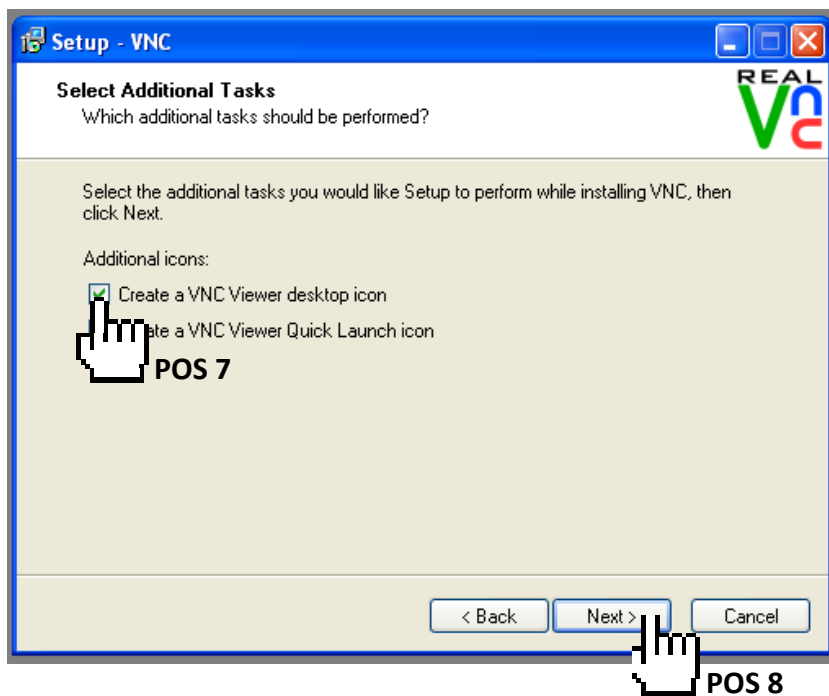 Setup - VNC
Select Additional Tasks
Which additional tasks should be performed?
REAL
VNC
Select the additional tasks you would like Setup to perform while installing VNC, then
click Next.
Additional icons:
Create a VNC Viewer desktop icon
ate a VNC Viewer Quick Launch icon
POS 7
< Back Next > Cancel
POS 8